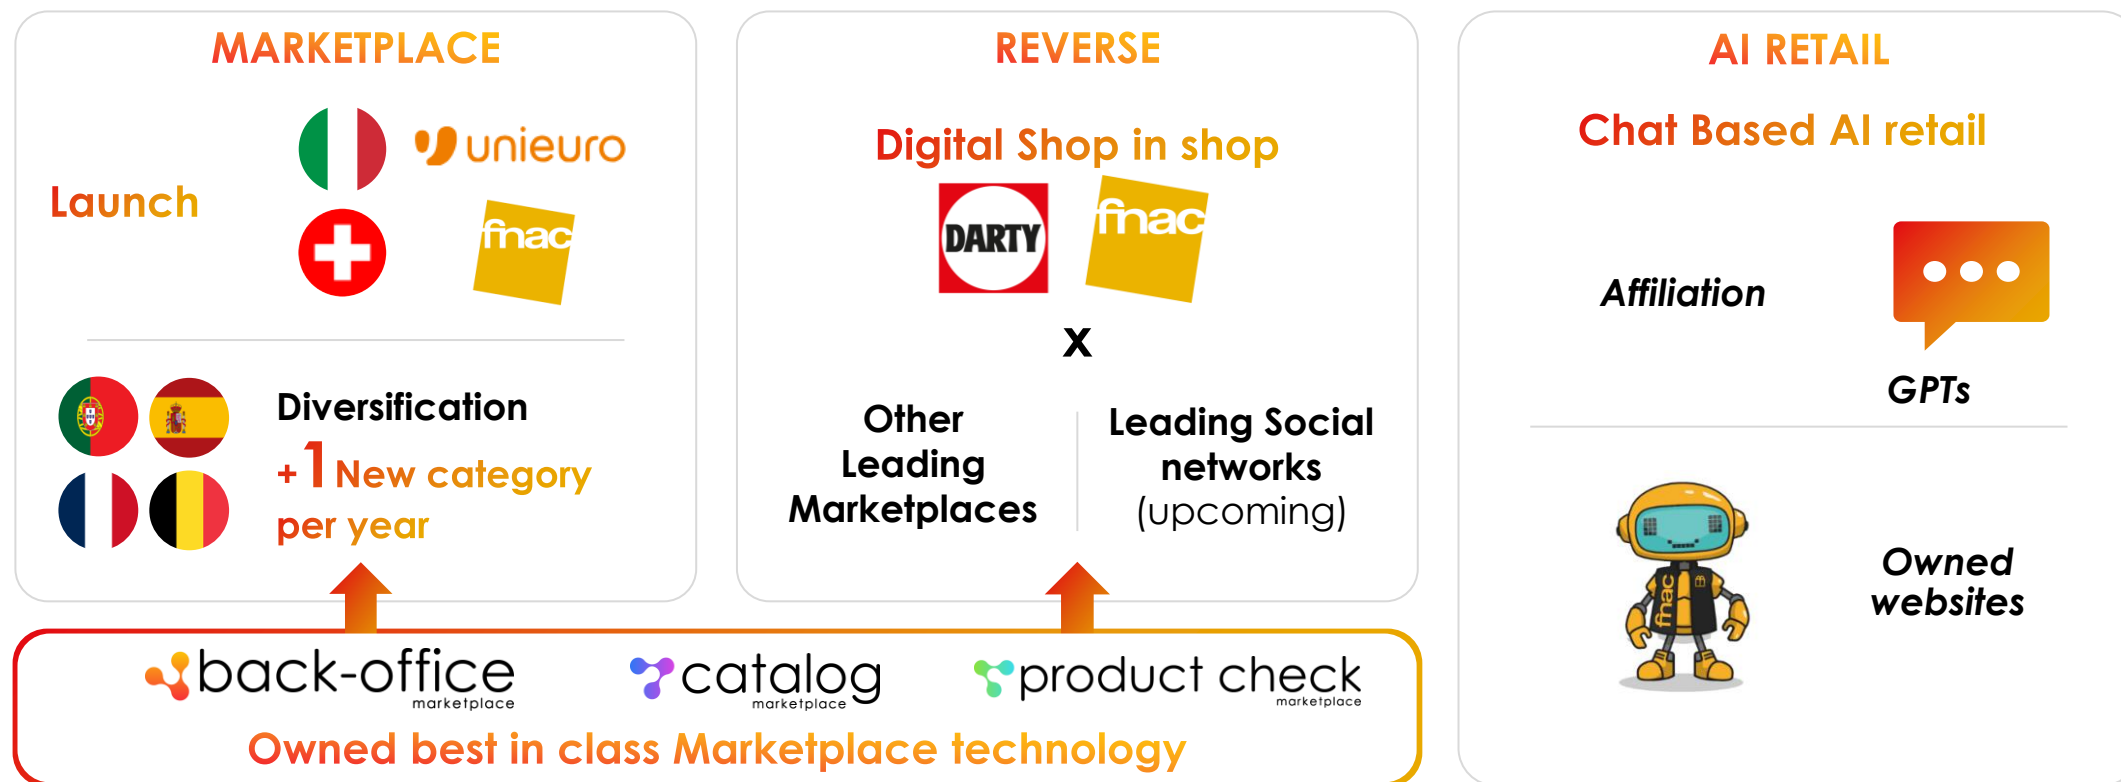 MARKETPLACE
Launch
unieuro
fnac
Diversification
+1 New category
per year
REVERSE
Digital Shop in shop
DARTY
fnac
x
Other
Leading
Marketplaces
Leading Social
networks
(upcoming)
AI RETAIL
Chat Based AI retail
Affiliation
GPTs
fnac
Owned
websites
back-office
marketplace
catalog
marketplace
product check
marketplace
Owned best in class Marketplace technology